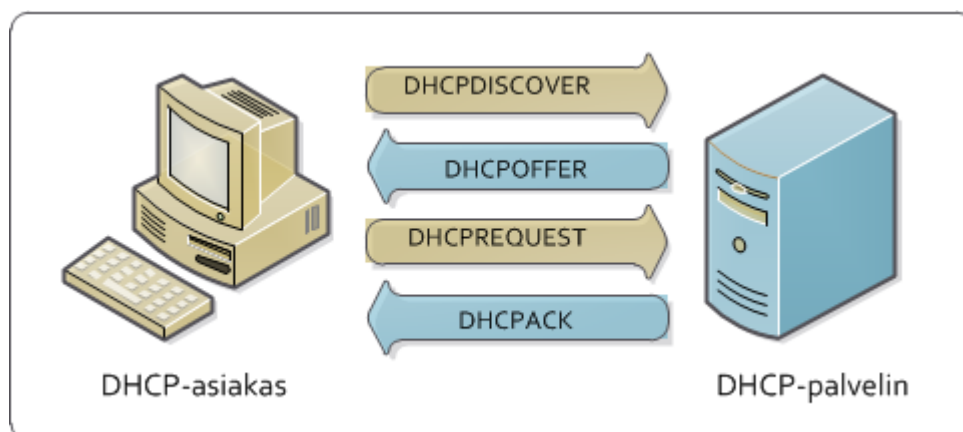 DHCPDISCOVER
DHCPOFFER
DHCPREQUEST
DHCPACK
DHCP-asiakas
DHCP-palvelin